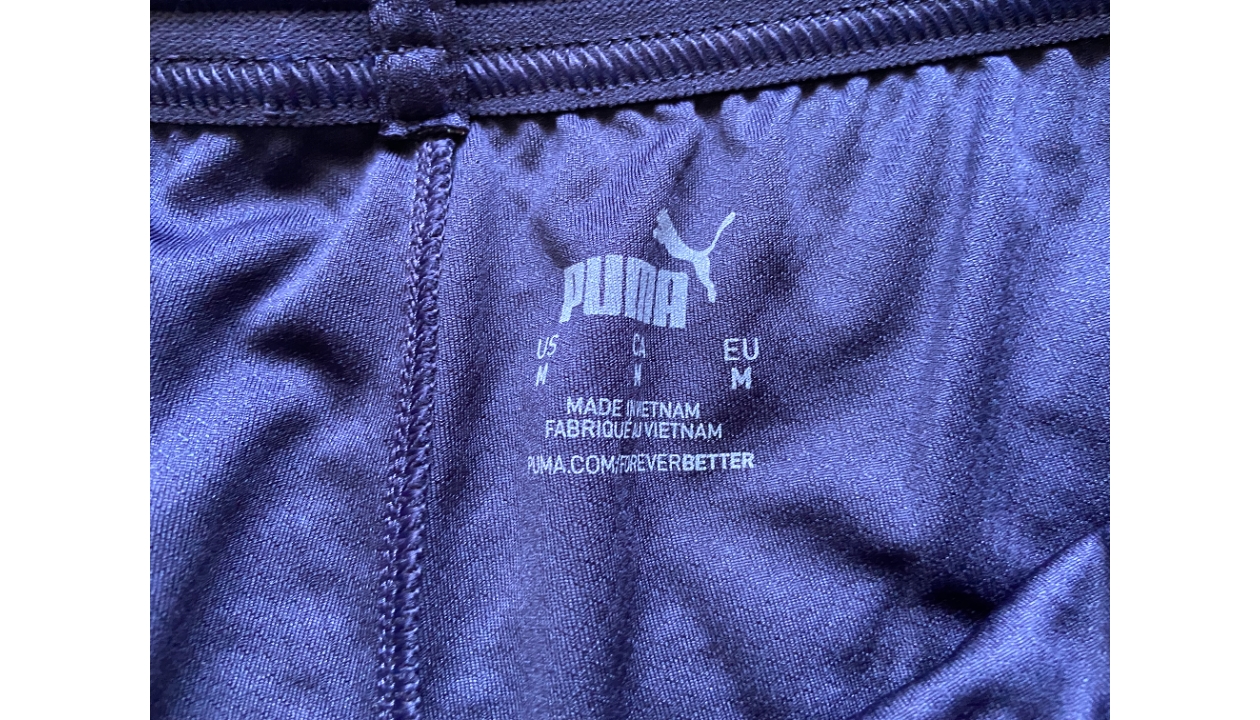 PUMA
US CA EU
M M M
MADE IN VIETNAM
FABRIQUÉ AU VIETNAM
PUMA.COM/FOREVERBETTER